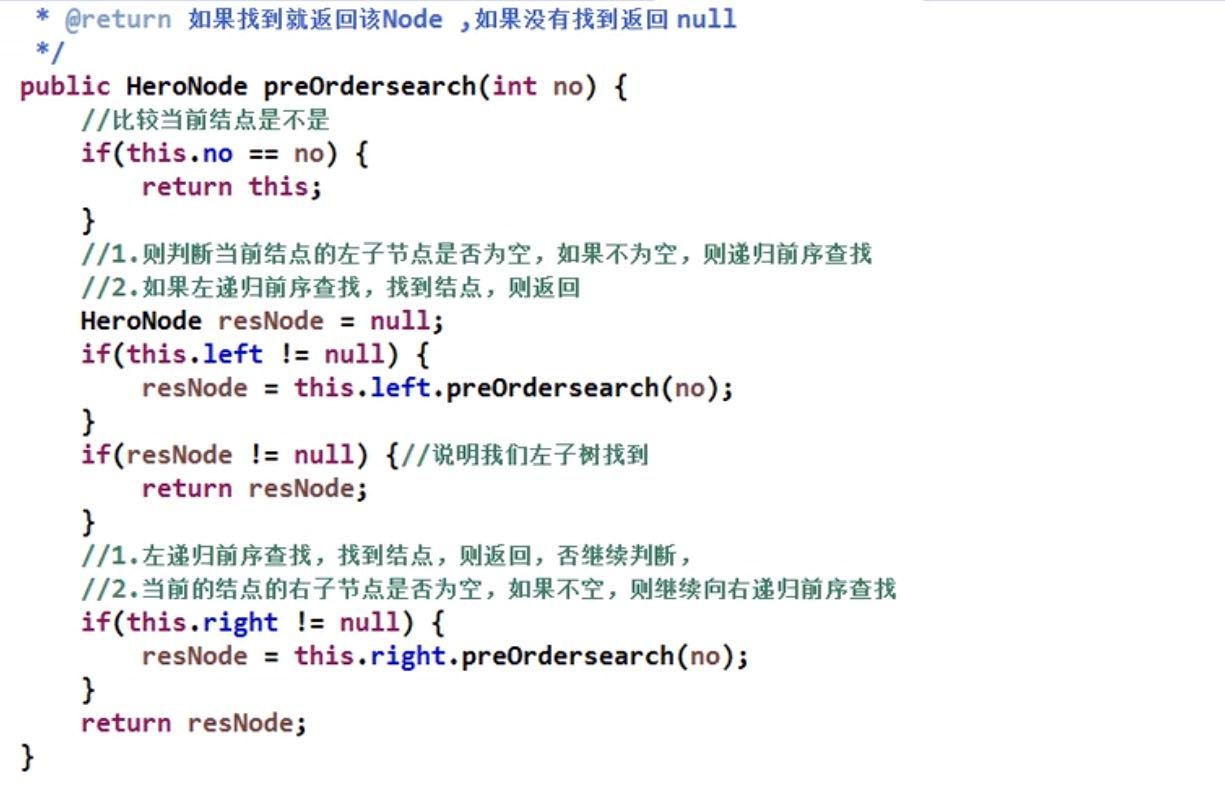 * @return 如果找到就返回该Node ,如果没有找到返回 null
*/
public HeroNode preOrdersearch(int no) {
//比较当前结点是不是
if(this.no == no) {
return this;
}
//1.则判断当前结点的左子节点是否为空，如果不为空，则递归前序查找
//2.如果左递归前序查找，找到结点，则返回
HeroNode resNode = null;
if(this.left != null) {
resNode = this.left.preOrdersearch(no);
}
if(resNode != null) {//说明我们左子树找到
return resNode;
}
//1.左递归前序查找，找到结点，则返回，否继续判断，
//2.当前的结点的右子节点是否为空，如果不空，则继续向右递归前序查找
if(this.right != null) {
resNode = this.right.preOrdersearch(no);
}
return resNode;
}